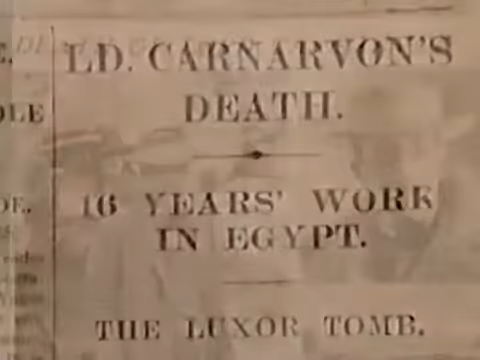 LD. CARNARVON'S
DEATH.
16 YEARS' WORK
IN EGYPT.
THE LUXOR TOMB.